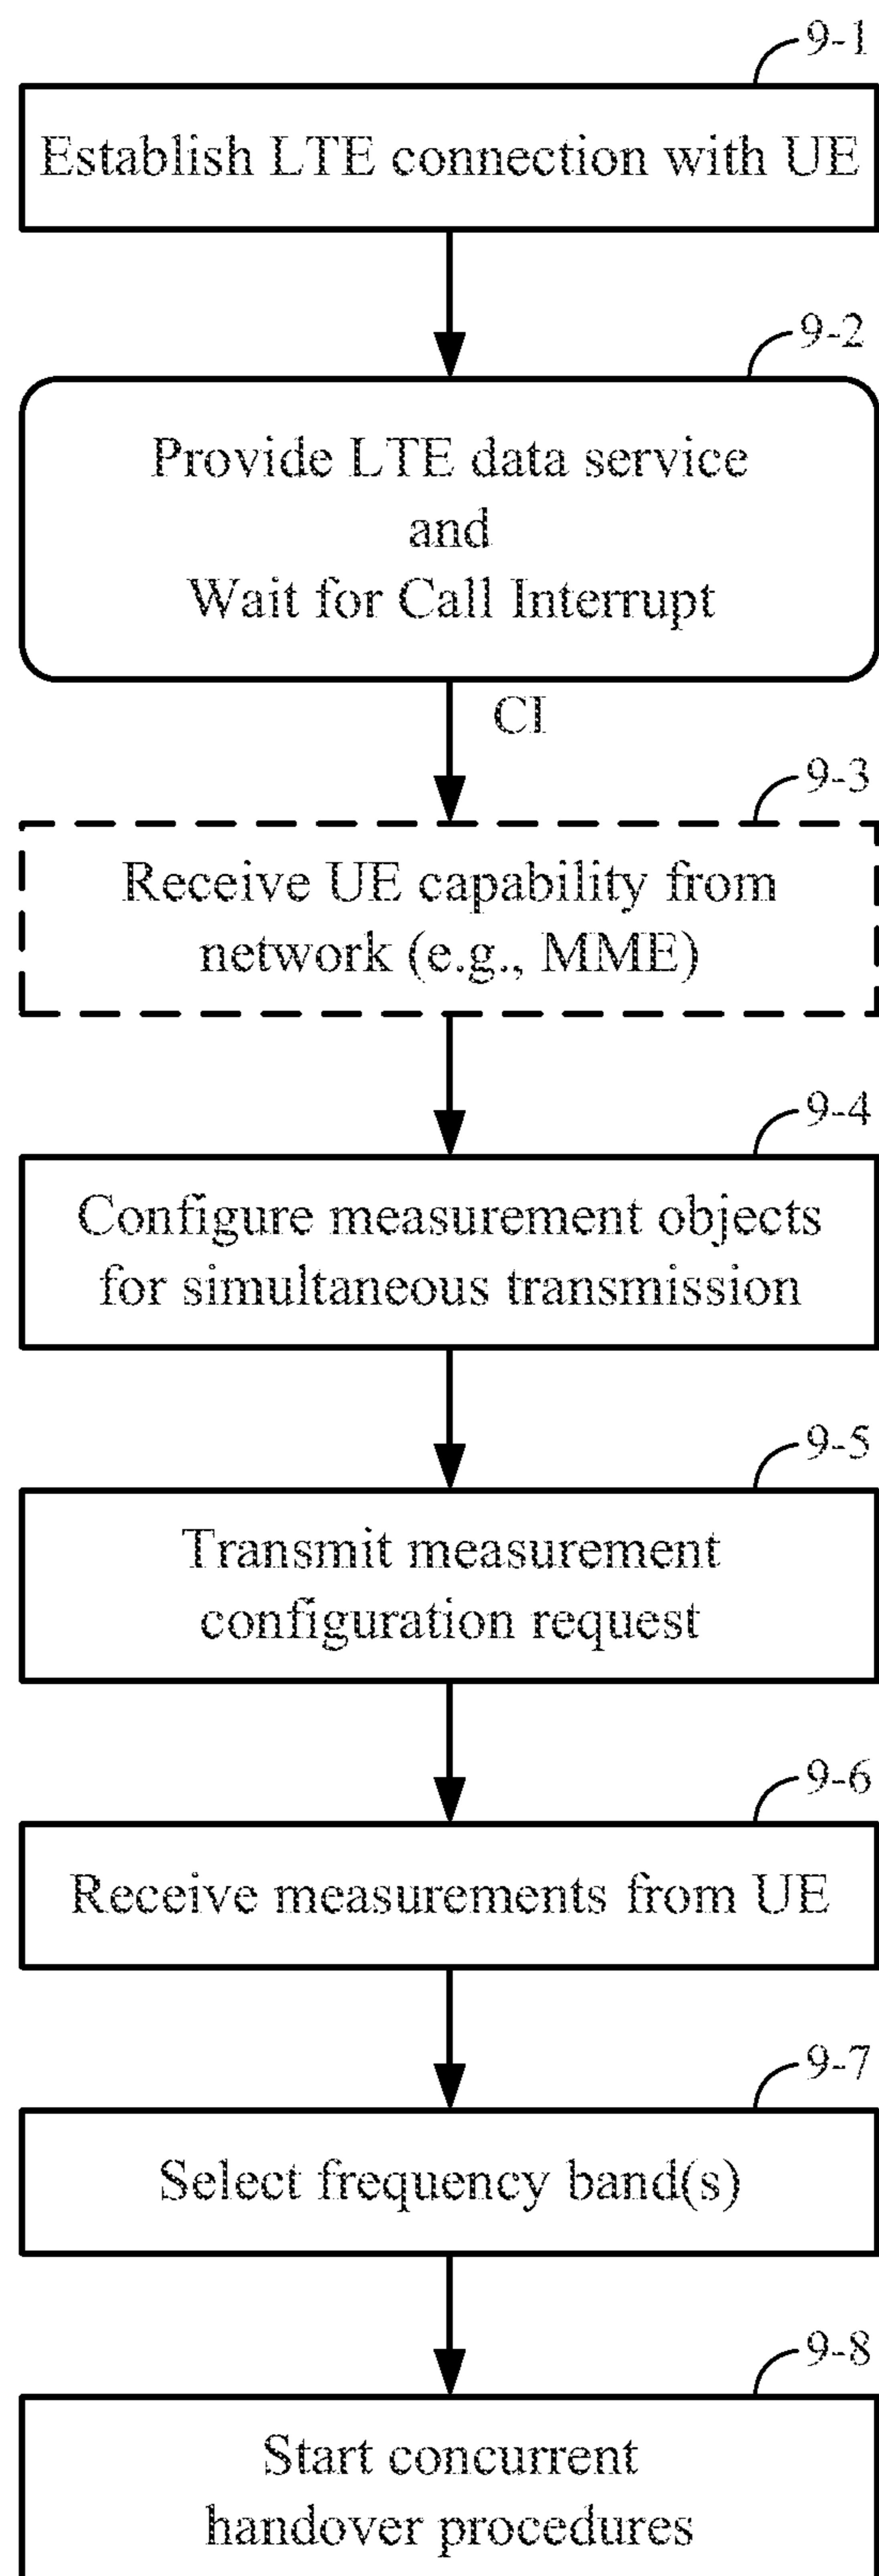 9-1
Establish LTE connection with UE
9-2
Provide LTE data service
and
Wait for Call Interrupt
CI
9-3
Receive UE capability from
network (e.g., MME)
9-4
Configure measurement objects
for simultaneous transmission
9-5
Transmit measurement
configuration request
9-6
Receive measurements from UE
9-7
Select frequency band(s)
9-8
Start concurrent
handover procedures